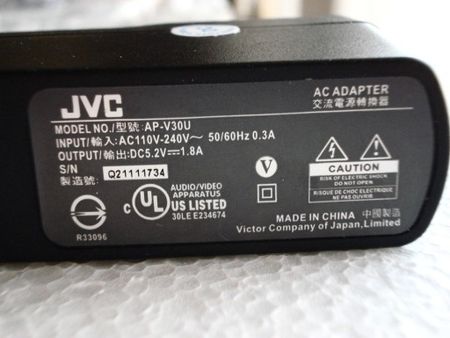 JVC
AC ADAPTER
交流電源轉換器
MODEL NO./型號: AP-V30U
INPUT/輸入: AC110V-240V～ 50/60Hz 0.3A
OUTPUT/輸出: DC5.2V⎓1.8A
S/N
製造號: Q21111734
V
CAUTION
RISK OF ELECTRIC SHOCK
DO NOT OPEN
RISQUE DE CHOC ELECTRIQUE
NE PAS OUVRIR
R33096
C UL US LISTED
AUDIO/VIDEO
APPARATUS
30LE E234674
MADE IN CHINA 中國製造
Victor Company of Japan,Limited